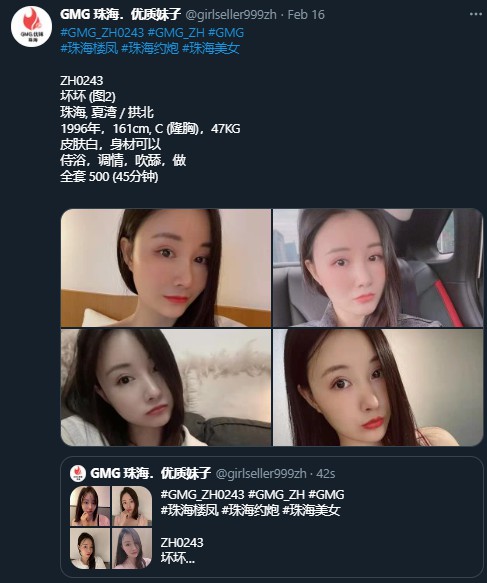 GMG 珠海．优质妹子 @girlseller999zh · Feb 16
#GMG_ZH0243 #GMG_ZH #GMG
#珠海楼凤 #珠海约炮 #珠海美女
ZH0243
坏坏 (图2)
珠海, 夏湾 / 拱北
1996年，161cm, C (隆胸)，47KG
皮肤白，身材可以
侍浴，调情，吹舔，做
全套 500 (45分钟)
GMG 珠海．优质妹子 @girlseller999zh · 42s
#GMG_ZH0243 #GMG_ZH #GMG
#珠海楼凤 #珠海约炮 #珠海美女
ZH0243
坏坏...